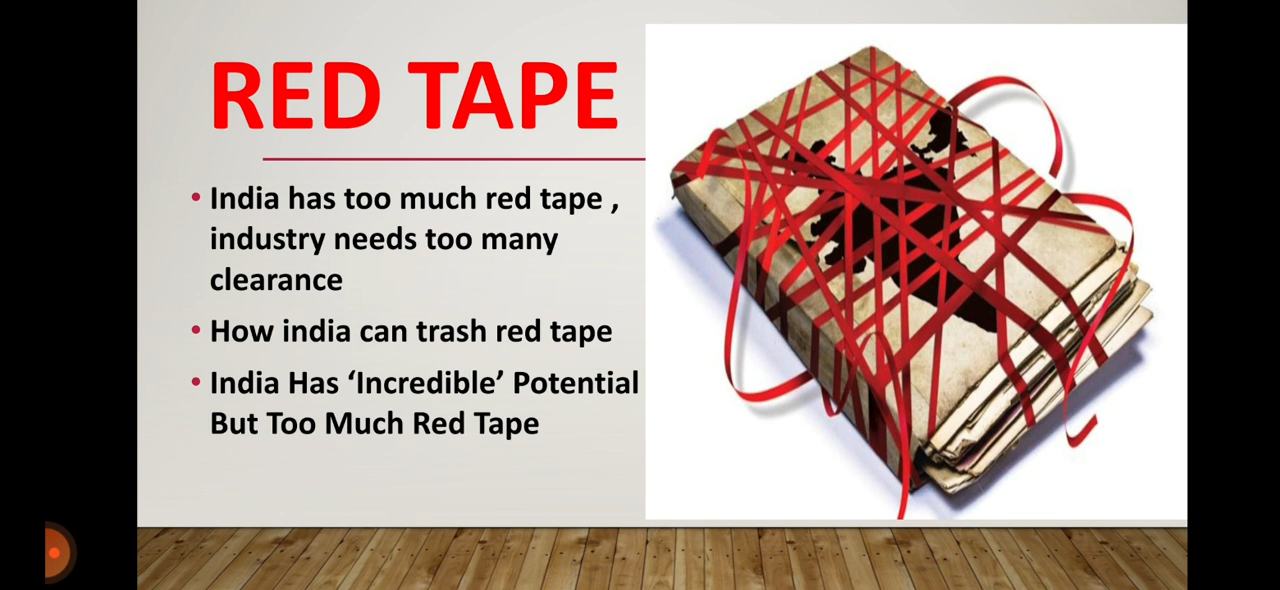 RED TAPE
• India has too much red tape ,
industry needs too many
clearance
• How india can trash red tape
• India Has ‘Incredible’ Potential
But Too Much Red Tape